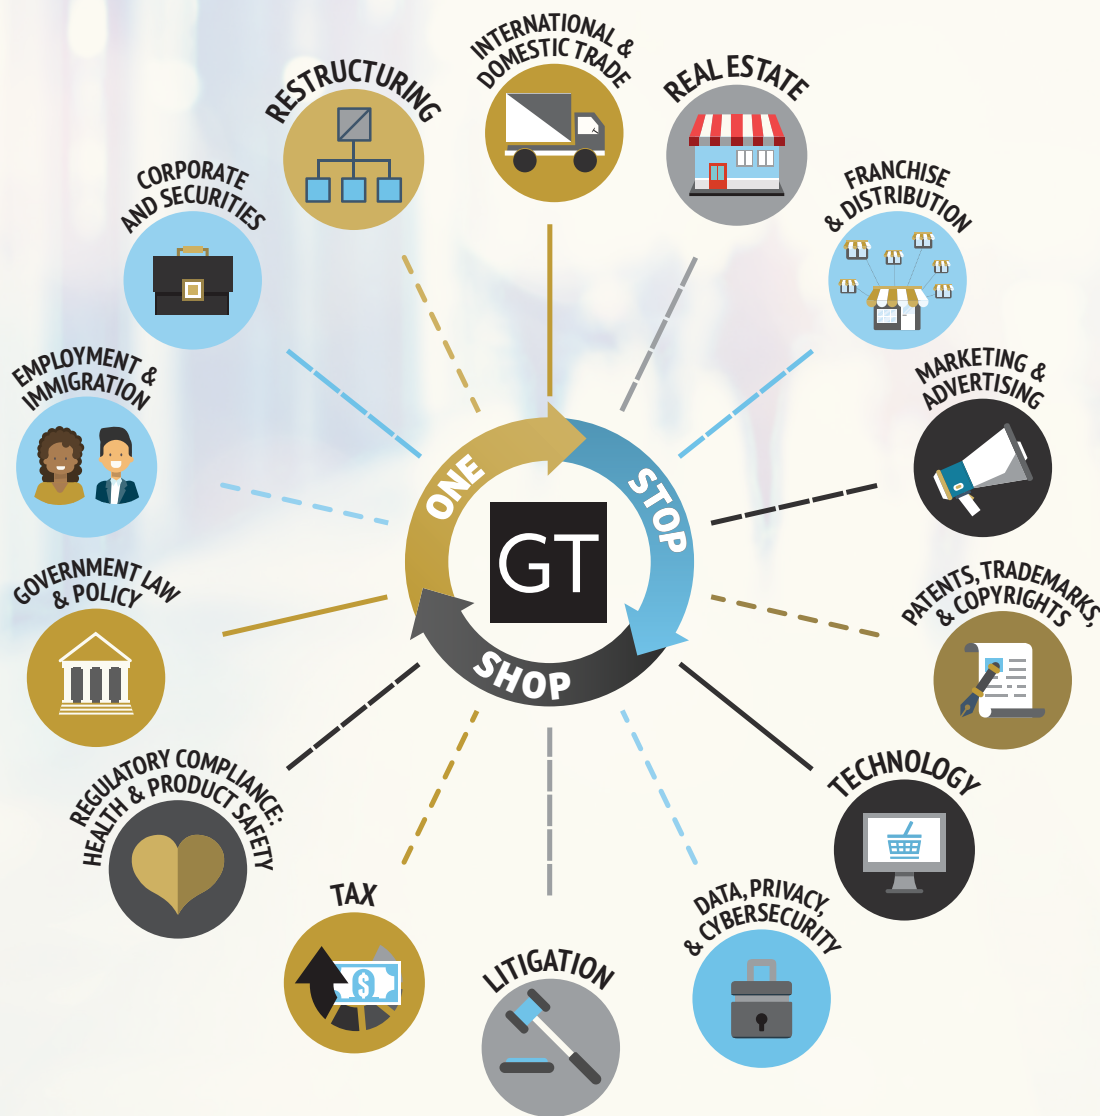 INTERNATIONAL &
DOMESTIC TRADE
REAL ESTATE
FRANCHISE
& DISTRIBUTION
MARKETING &
ADVERTISING
PATENTS, TRADEMARKS,
& COPYRIGHTS
TECHNOLOGY
DATA, PRIVACY,
& CYBERSECURITY
LITIGATION
TAX
REGULATORY COMPLIANCE:
HEALTH & PRODUCT SAFETY
GOVERNMENT LAW
& POLICY
EMPLOYMENT &
IMMIGRATION
CORPORATE
AND SECURITIES
RESTRUCTURING
ONE
STOP
SHOP
GT
$